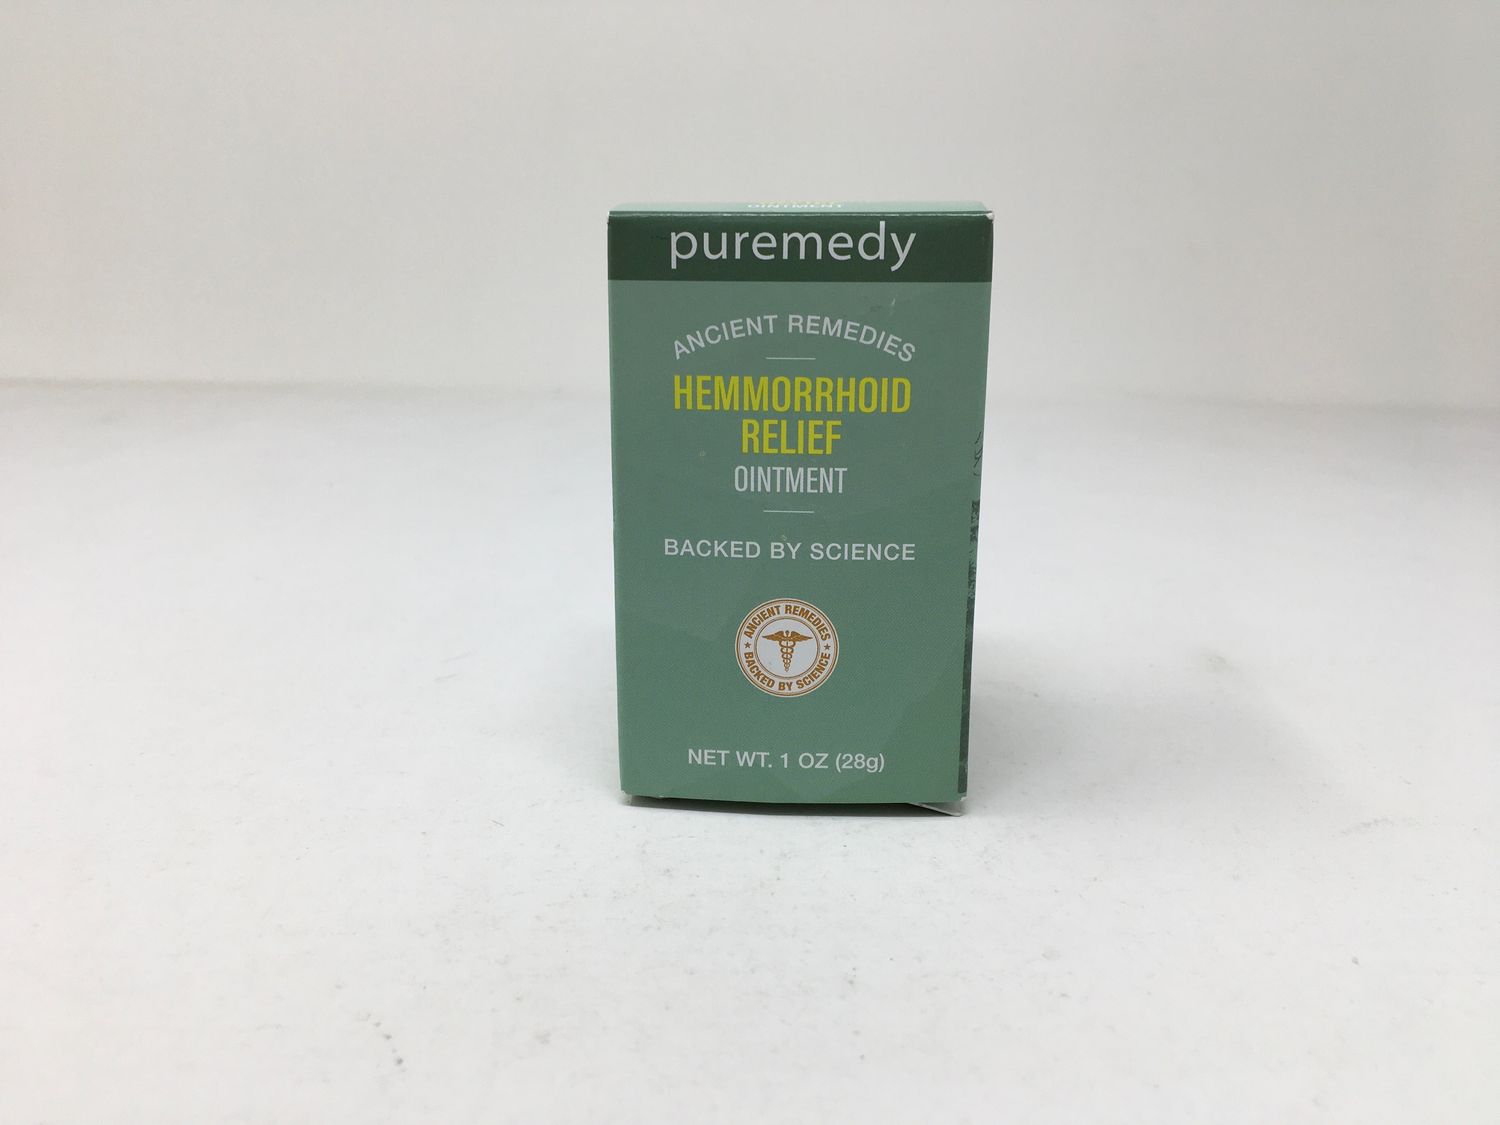 OINTMENT
puremedy
ANCIENT REMEDIES
HEMMORRHOID
RELIEF
OINTMENT
BACKED BY SCIENCE
ANCIENT REMEDIES
BACKED BY SCIENCE
NET WT. 1 OZ (28g)